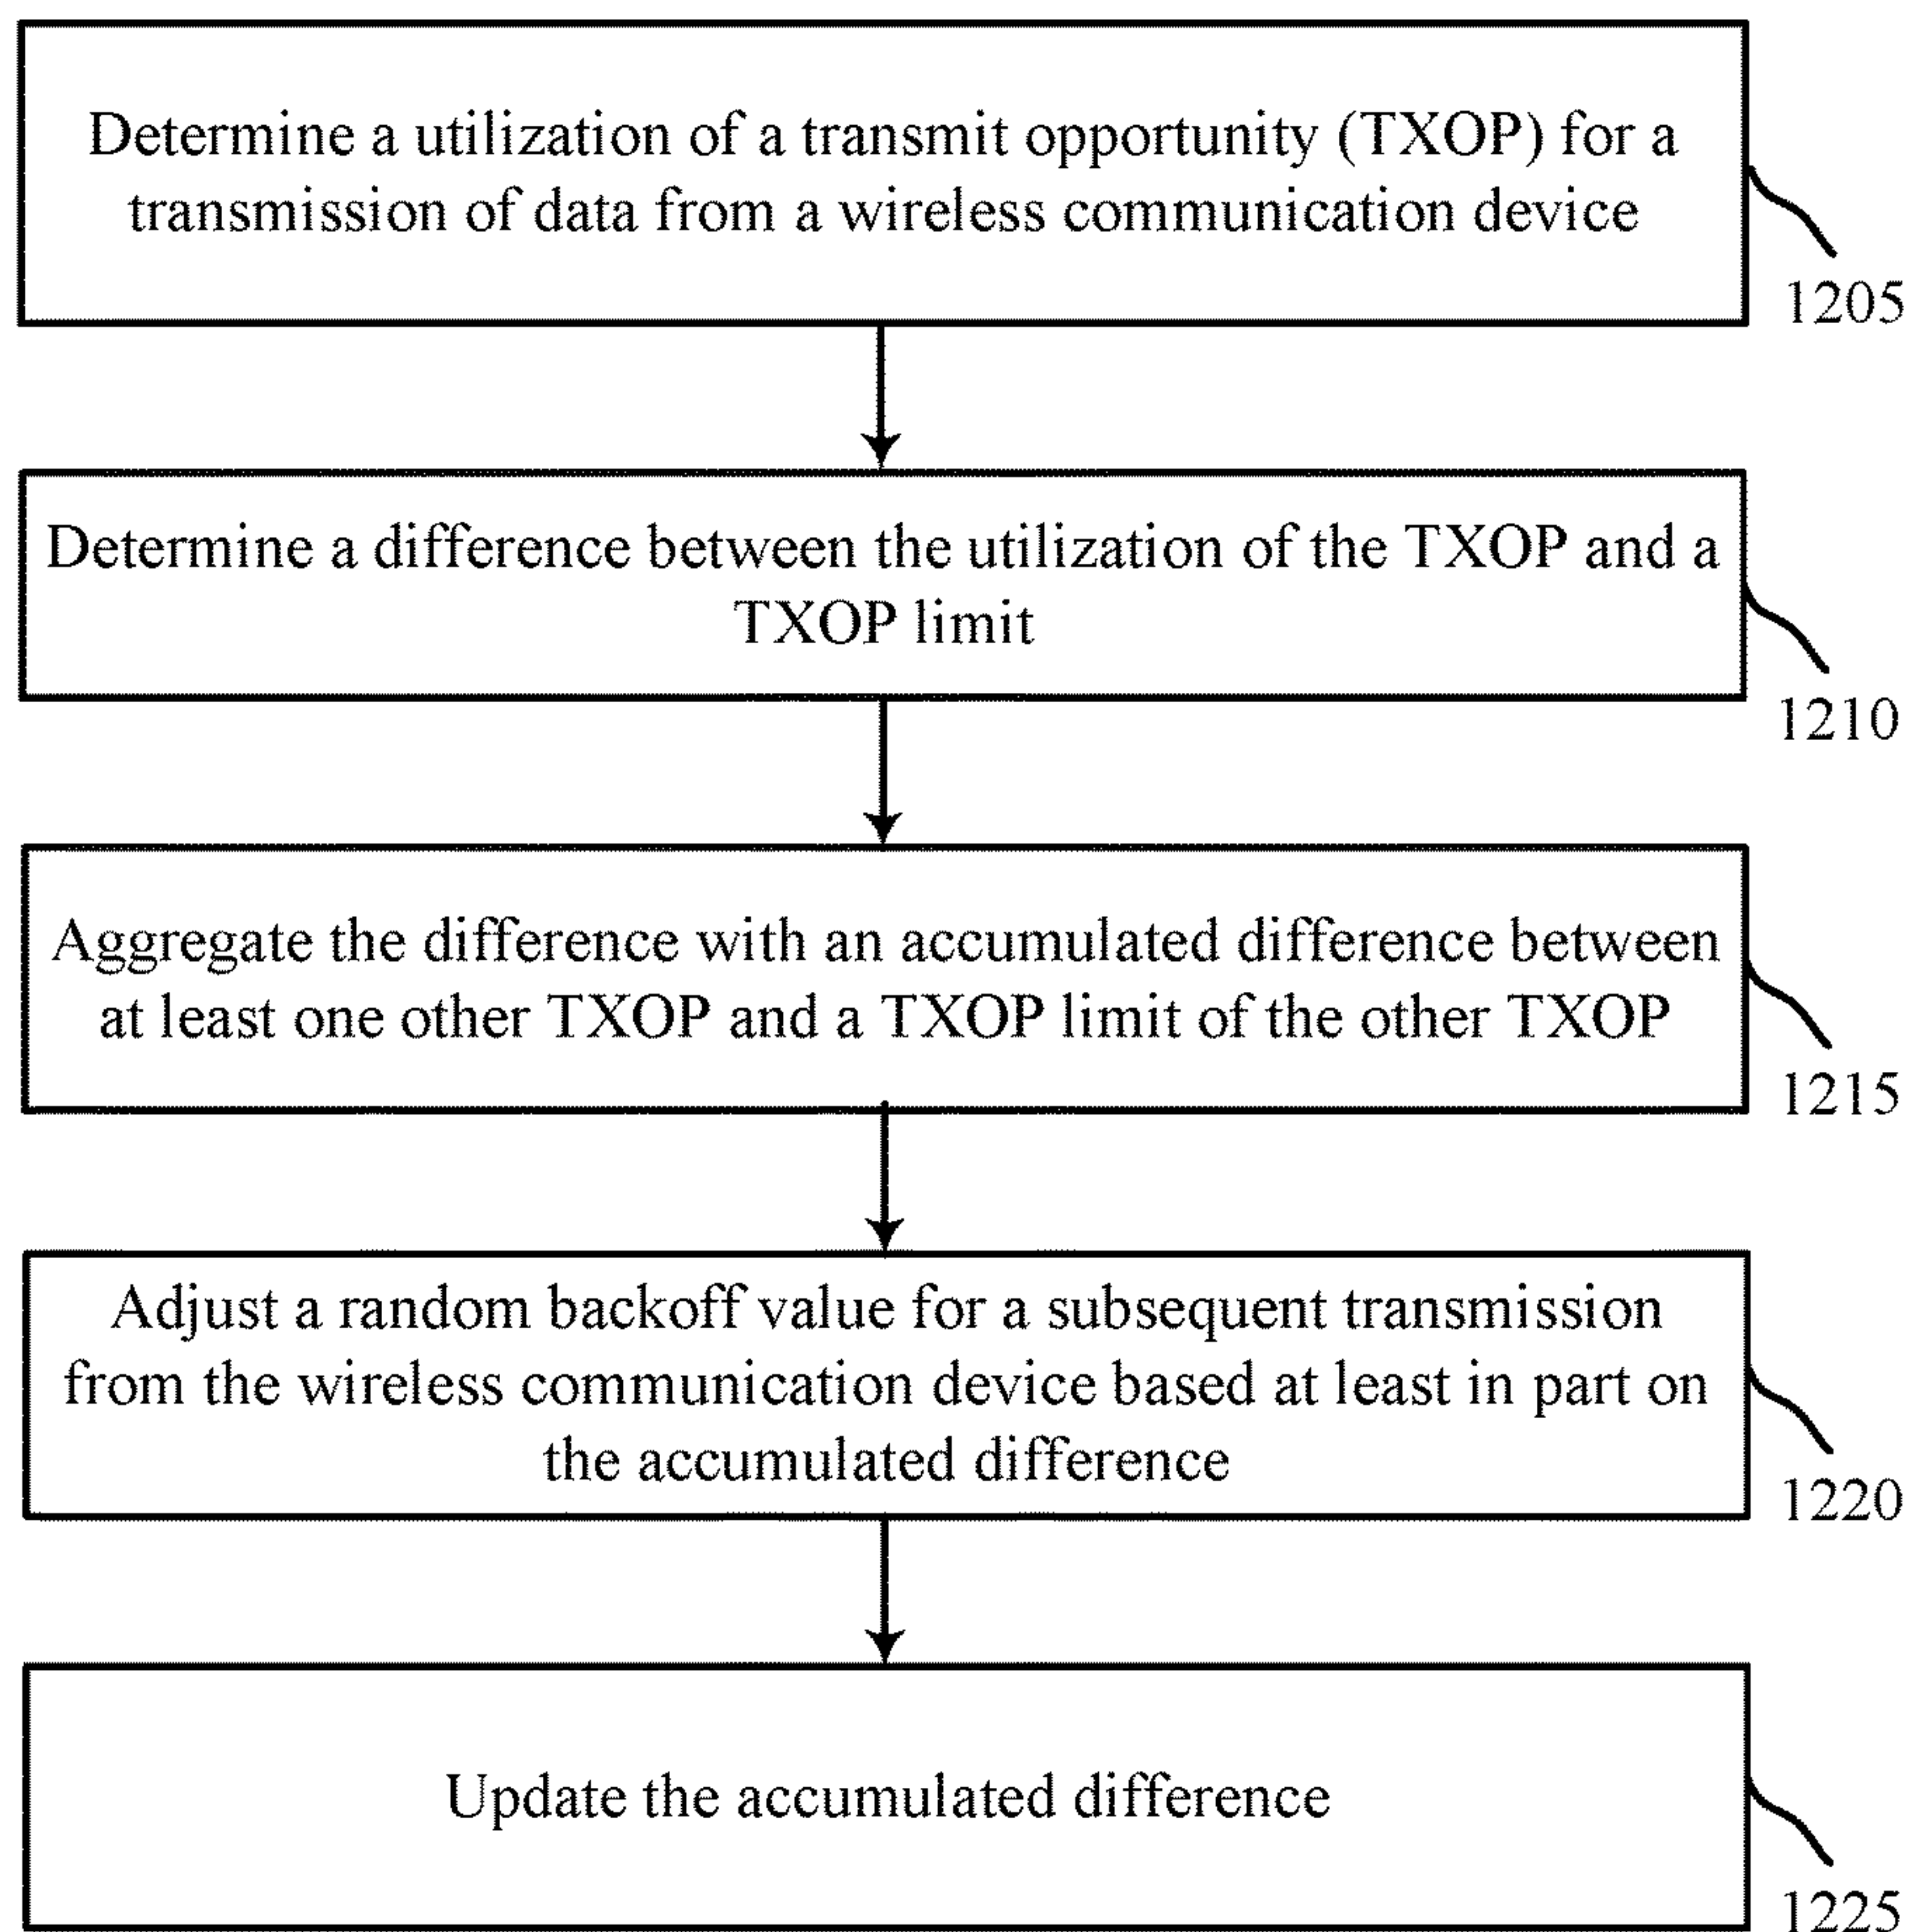 Determine a utilization of a transmit opportunity (TXOP) for a
transmission of data from a wireless communication device
1205
Determine a difference between the utilization of the TXOP and a
TXOP limit
1210
Aggregate the difference with an accumulated difference between
at least one other TXOP and a TXOP limit of the other TXOP
1215
Adjust a random backoff value for a subsequent transmission
from the wireless communication device based at least in part on
the accumulated difference
1220
Update the accumulated difference
1225